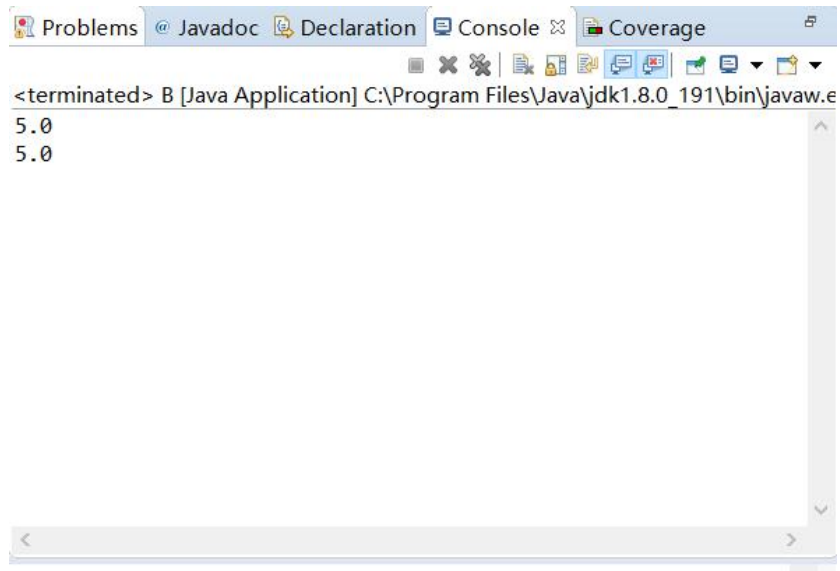 Problems @ Javadoc Declaration Console Coverage
<terminated> B [Java Application] C:\Program Files\Java\jdk1.8.0_191\bin\javaw.e
5.0
5.0